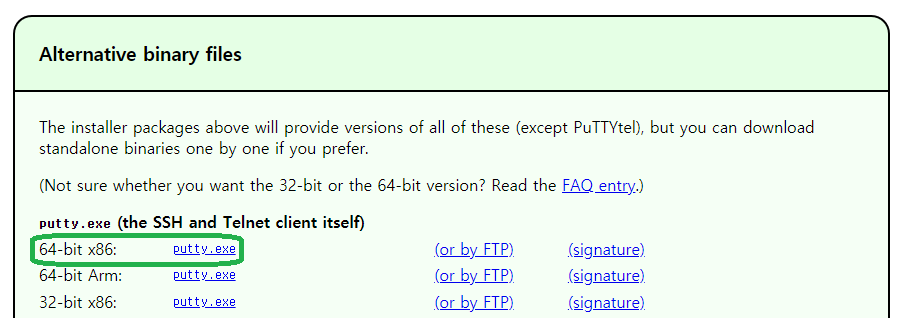 Alternative binary files
The installer packages above will provide versions of all of these (except PuTTYtel), but you can download
standalone binaries one by one if you prefer.
(Not sure whether you want the 32-bit or the 64-bit version? Read the FAQ entry.)
putty.exe (the SSH and Telnet client itself)
64-bit x86: putty.exe (or by FTP) (signature)
64-bit Arm: putty.exe (or by FTP) (signature)
32-bit x86: putty.exe (or by FTP) (signature)